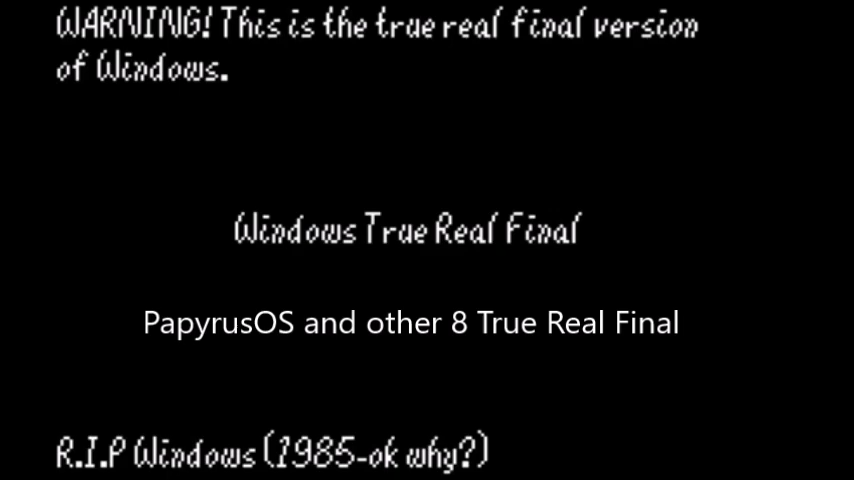 WARNING! This is the true real final version
of Windows.
Windows True Real Final
PapyrusOS and other 8 True Real Final
R.I.P Windows (1985-ok why?)